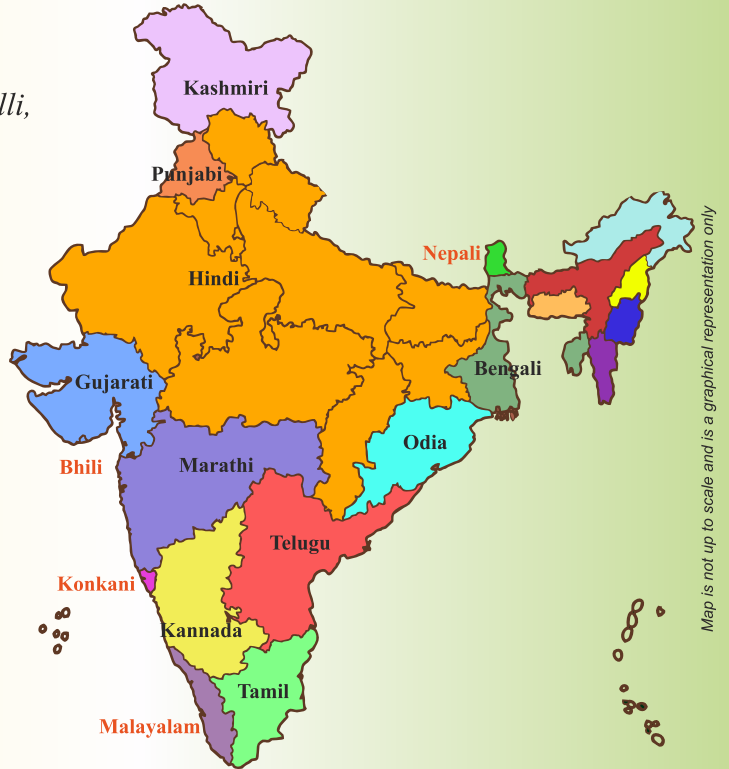 Kashmiri
lli,
Punjabi
Nepali
Hindi
Bengali
Gujarati
Odia
Bhili
Marathi
Telugu
Konkani
Kannada
Tamil
Malayalam
Map is not up to scale and is a graphical representation only